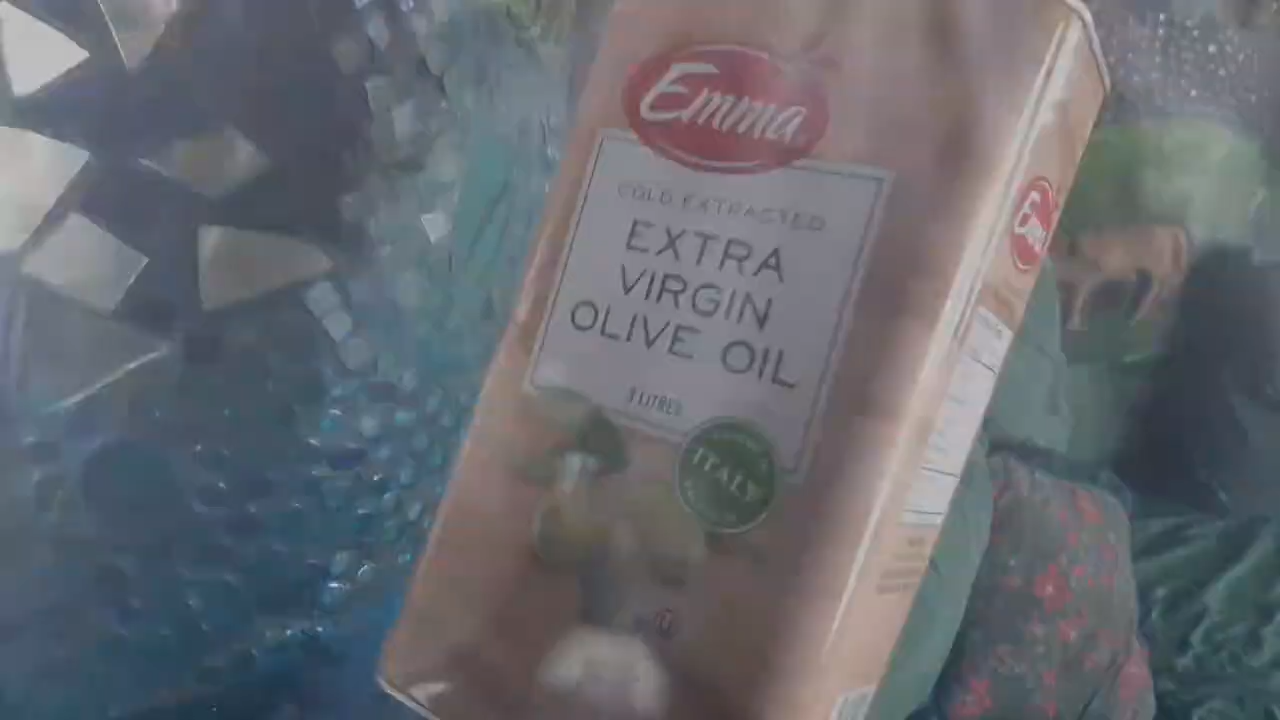 Emma
COLD EXTRACTED
EXTRA
VIRGIN
OLIVE OIL
3 LITRES
ITALY